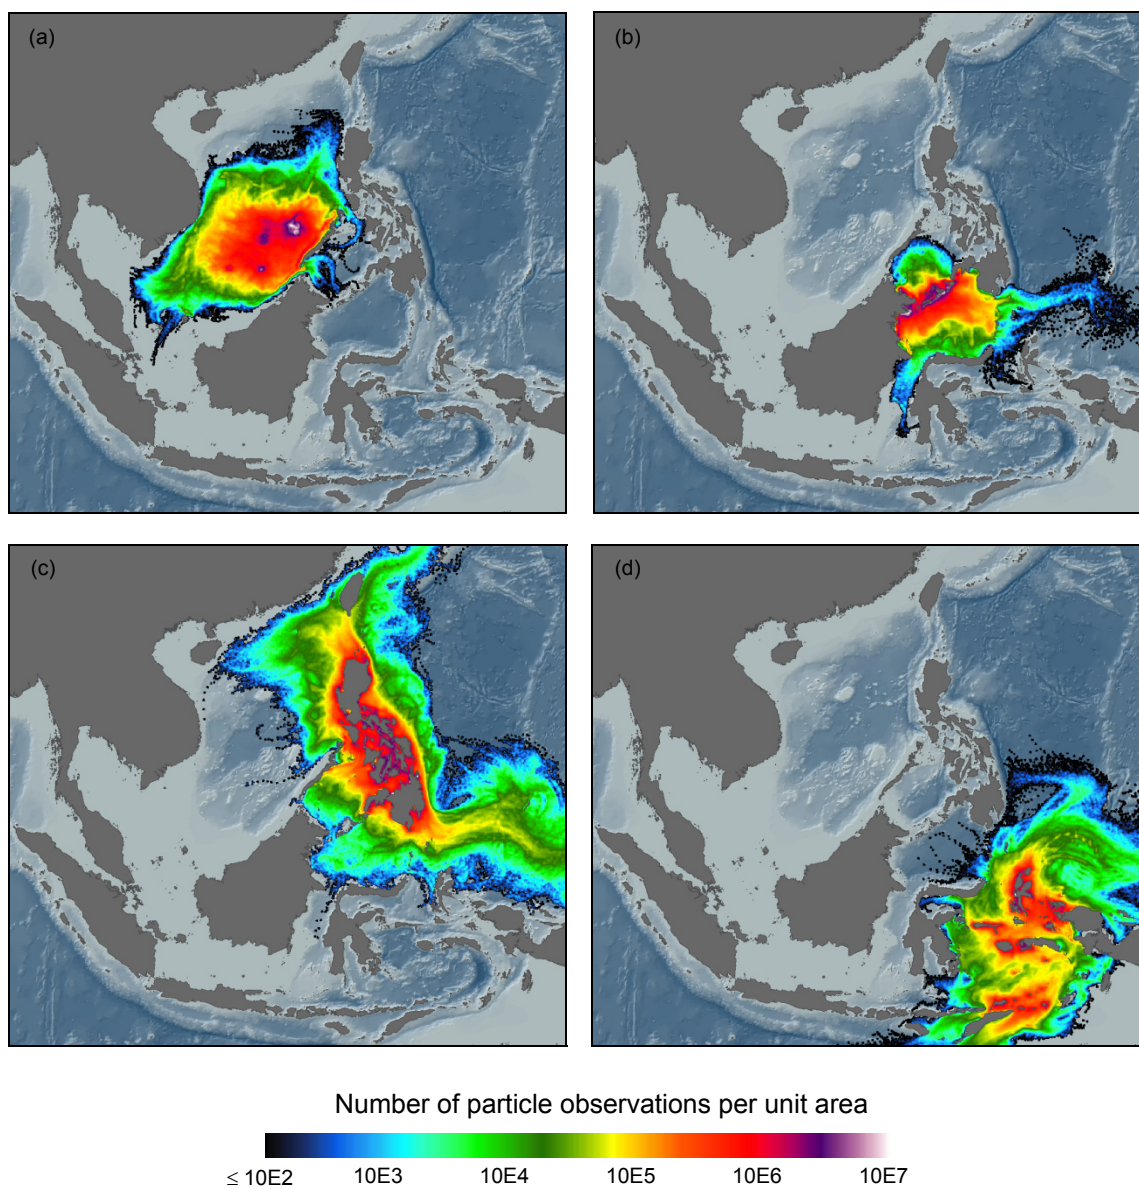 (a)
(b)
(c)
(d)
Number of particle observations per unit area
≤ 10E2 10E3 10E4 10E5 10E6 10E7